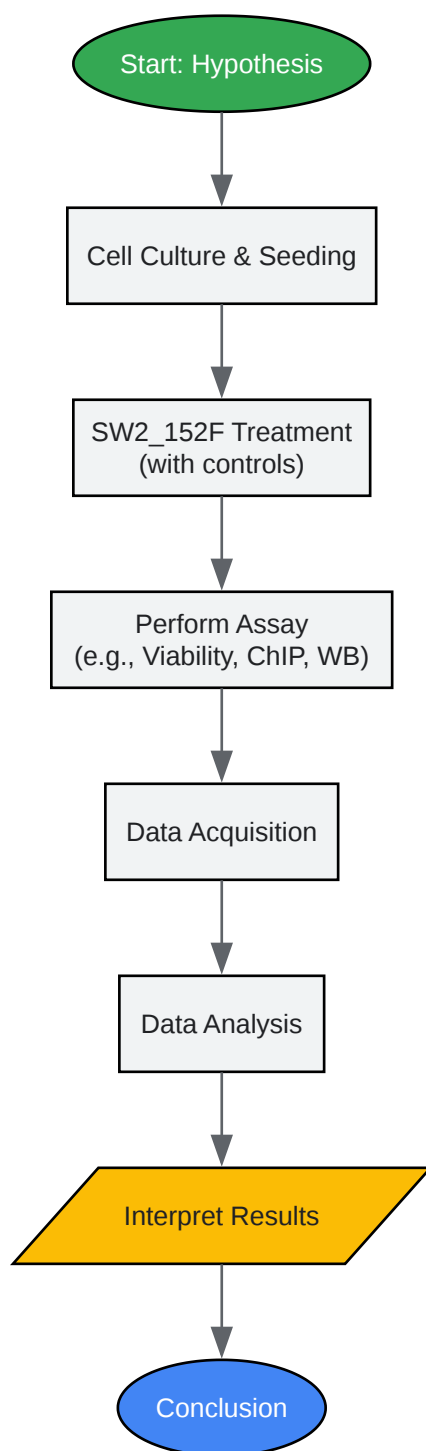 Start: Hypothesis
Cell Culture & Seeding
SW2_152F Treatment
(with controls)
Perform Assay
(e.g., Viability, ChIP, WB)
Data Acquisition
Data Analysis
Interpret Results
Conclusion